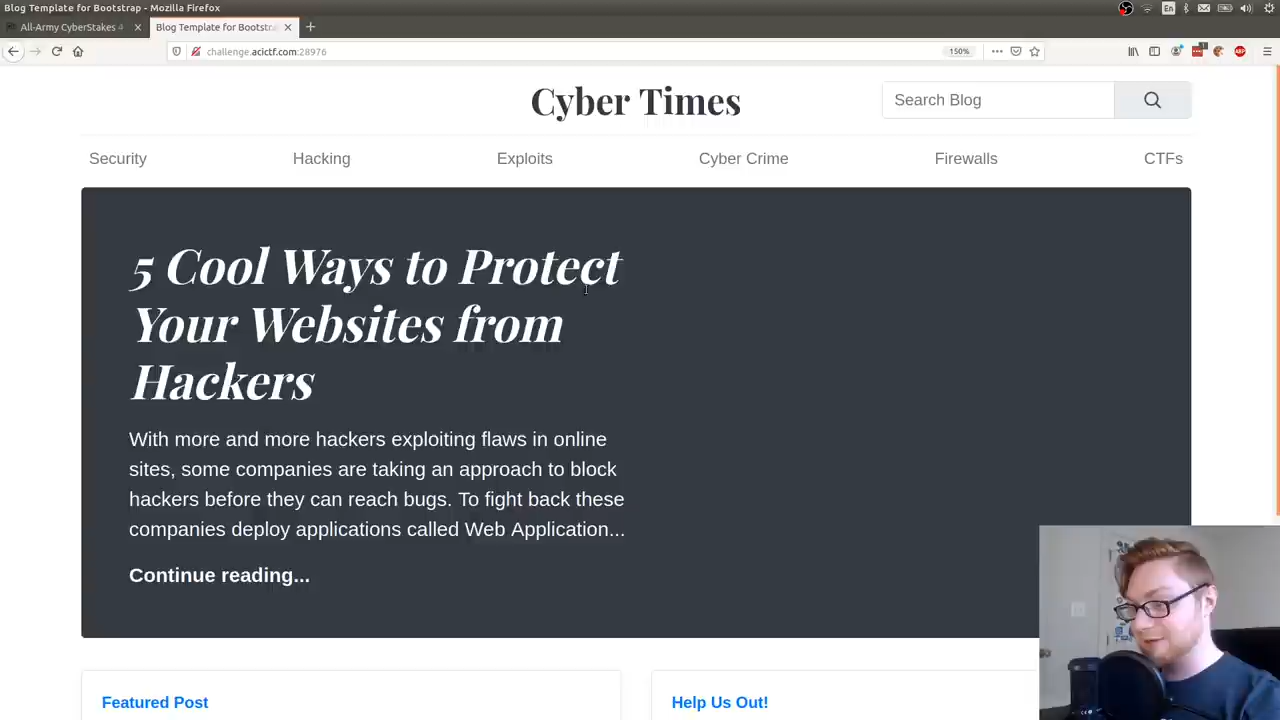 Blog Template for Bootstrap - Mozilla Firefox
En
All-Army CyberStakes 4
Blog Template for Bootstra
challenge.acictf.com:28976
150%
ABP
Cyber Times
Search Blog
Security
Hacking
Exploits
Cyber Crime
Firewalls
CTFs
5 Cool Ways to Protect
Your Websites from
Hackers
With more and more hackers exploiting flaws in online
sites, some companies are taking an approach to block
hackers before they can reach bugs. To fight back these
companies deploy applications called Web Application...
Continue reading...
Featured Post
Help Us Out!